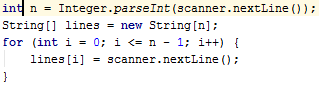 int n = Integer.parseInt(scanner.nextLine());
String[] lines = new String[n];
for (int i = 0; i <= n - 1; i++) {
    lines[i] = scanner.nextLine();
}